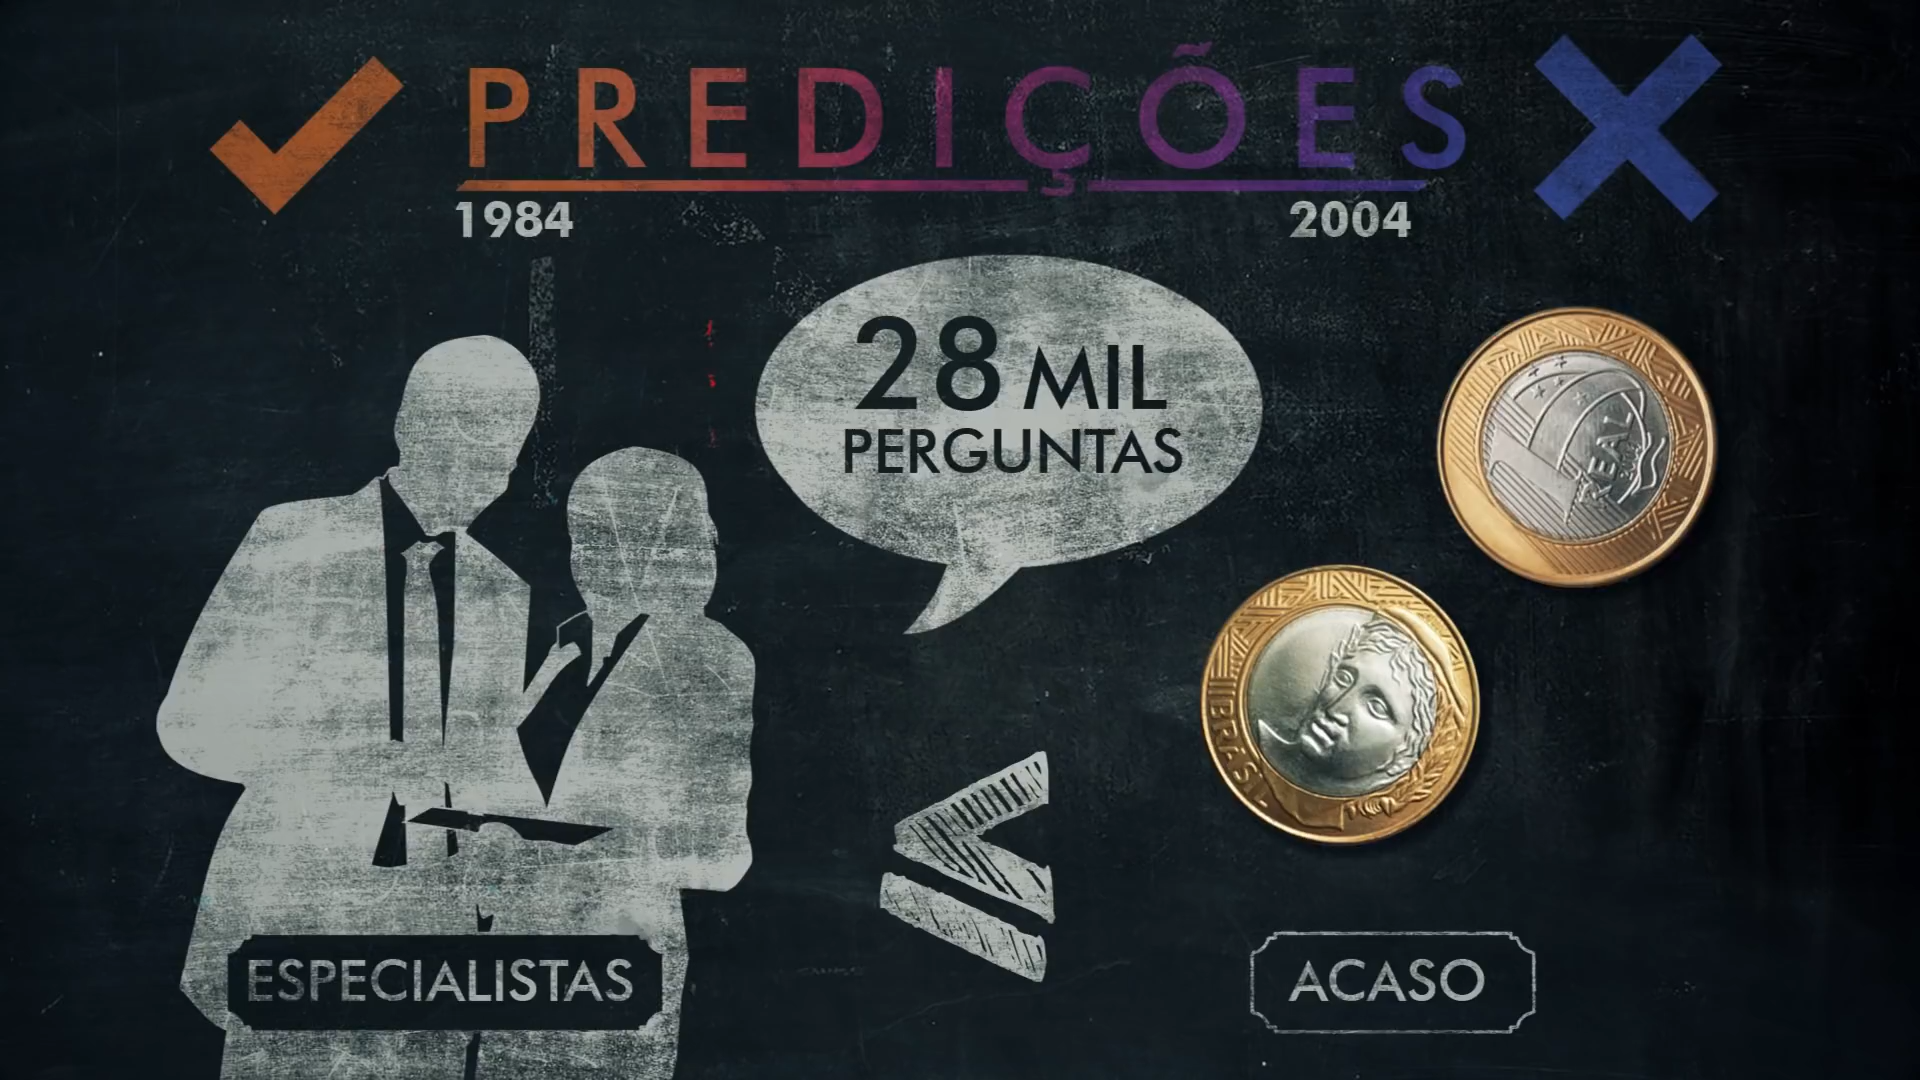 PREDIÇÕES
1984
2004
28 MIL
PERGUNTAS
REAL
BRASIL
ESPECIALISTAS
≤
ACASO